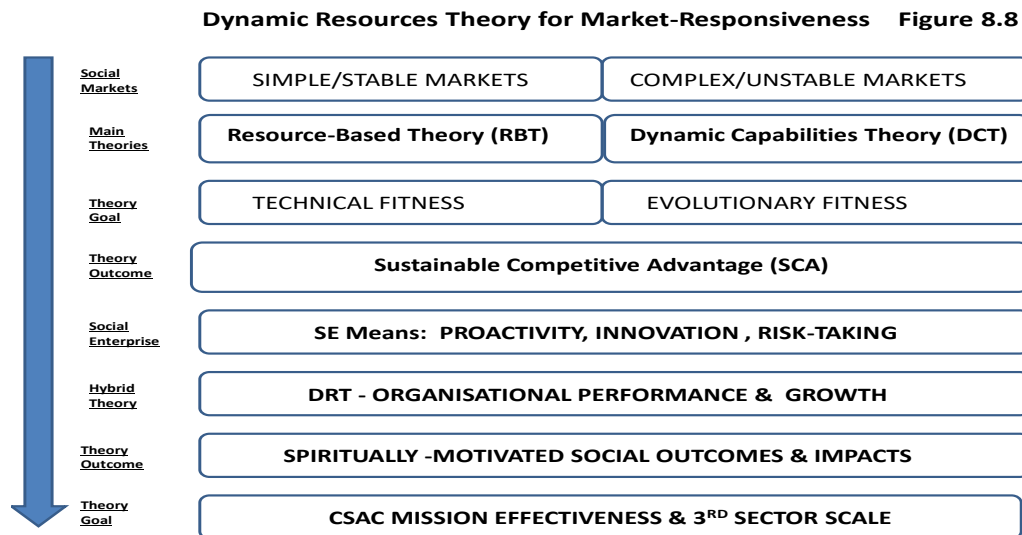 Dynamic Resources Theory for Market-Responsiveness Figure 8.8
Social
Markets
SIMPLE/STABLE MARKETS
COMPLEX/UNSTABLE MARKETS
Main
Theories
Resource-Based Theory (RBT)
Dynamic Capabilities Theory (DCT)
Theory
Goal
TECHNICAL FITNESS
EVOLUTIONARY FITNESS
Theory
Outcome
Sustainable Competitive Advantage (SCA)
Social
Enterprise
SE Means: PROACTIVITY, INNOVATION , RISK-TAKING
Hybrid
Theory
DRT - ORGANISATIONAL PERFORMANCE & GROWTH
Theory
Outcome
SPIRITUALLY -MOTIVATED SOCIAL OUTCOMES & IMPACTS
Theory
Goal
CSAC MISSION EFFECTIVENESS & 3RD SECTOR SCALE